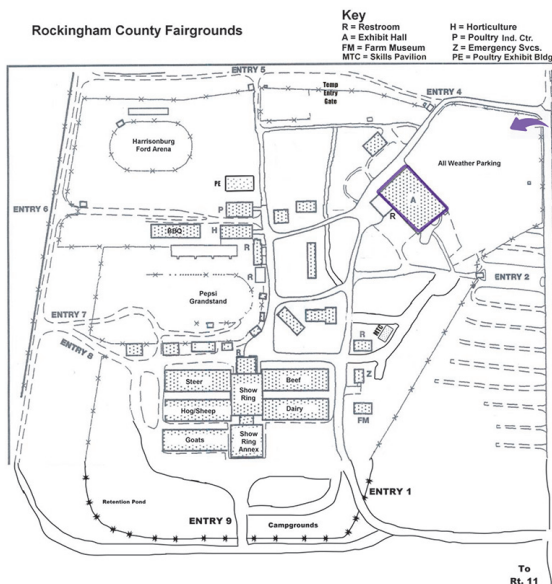 Rockingham County Fairgrounds
Key
R = Restroom
A = Exhibit Hall
FM = Farm Museum
MTC = Skills Pavilion
H = Horticulture
P = Poultry Ind. Ctr.
Z = Emergency Svcs.
PE = Poultry Exhibit Bldg
ENTRY 5
Temp
Entry
Gate
ENTRY 4
Harrisonburg
Ford Arena
All Weather Parking
PE
A
R
P
ENTRY 6
BBQ
H
R
R
ENTRY 2
Pepsi
Grandstand
ENTRY 7
MTC
R
ENTRY 8
R
Steer
Show
Ring
Beef
Z
Hog/Sheep
Dairy
FM
Goats
Show
Ring
Annex
ENTRY 1
Retention Pond
ENTRY 9
Campgrounds
To
Rt. 11